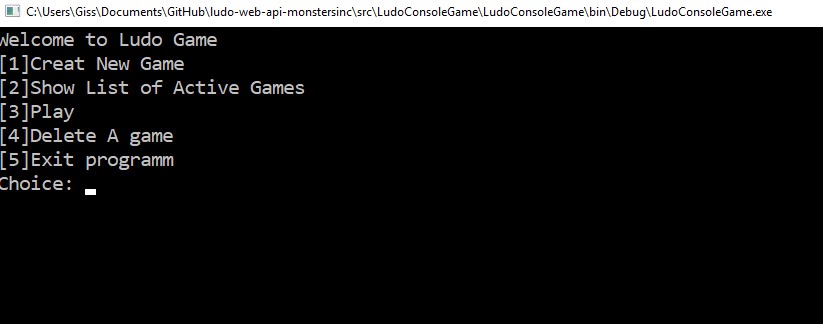 C:\Users\Giss\Documents\GitHub\ludo-web-api-monstersinc\src\LudoConsoleGame\LudoConsoleGame\bin\Debug\LudoConsoleGame.exe
Welcome to Ludo Game
[1]Creat New Game
[2]Show List of Active Games
[3]Play
[4]Delete A game
[5]Exit programm
Choice: